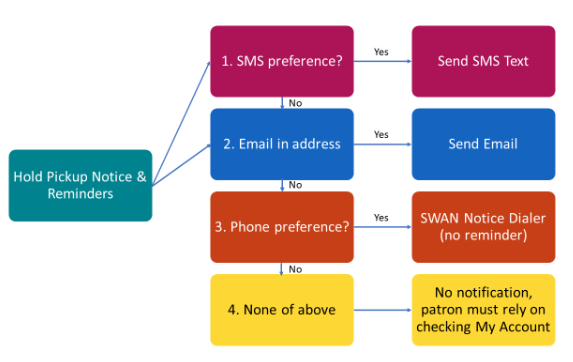 1. SMS preference?
Yes
Send SMS Text
No
2. Email in address
Yes
Send Email
Hold Pickup Notice &
Reminders
No
3. Phone preference?
Yes
SWAN Notice Dialer
(no reminder)
No
4. None of above
No notification,
patron must rely on
checking My Account